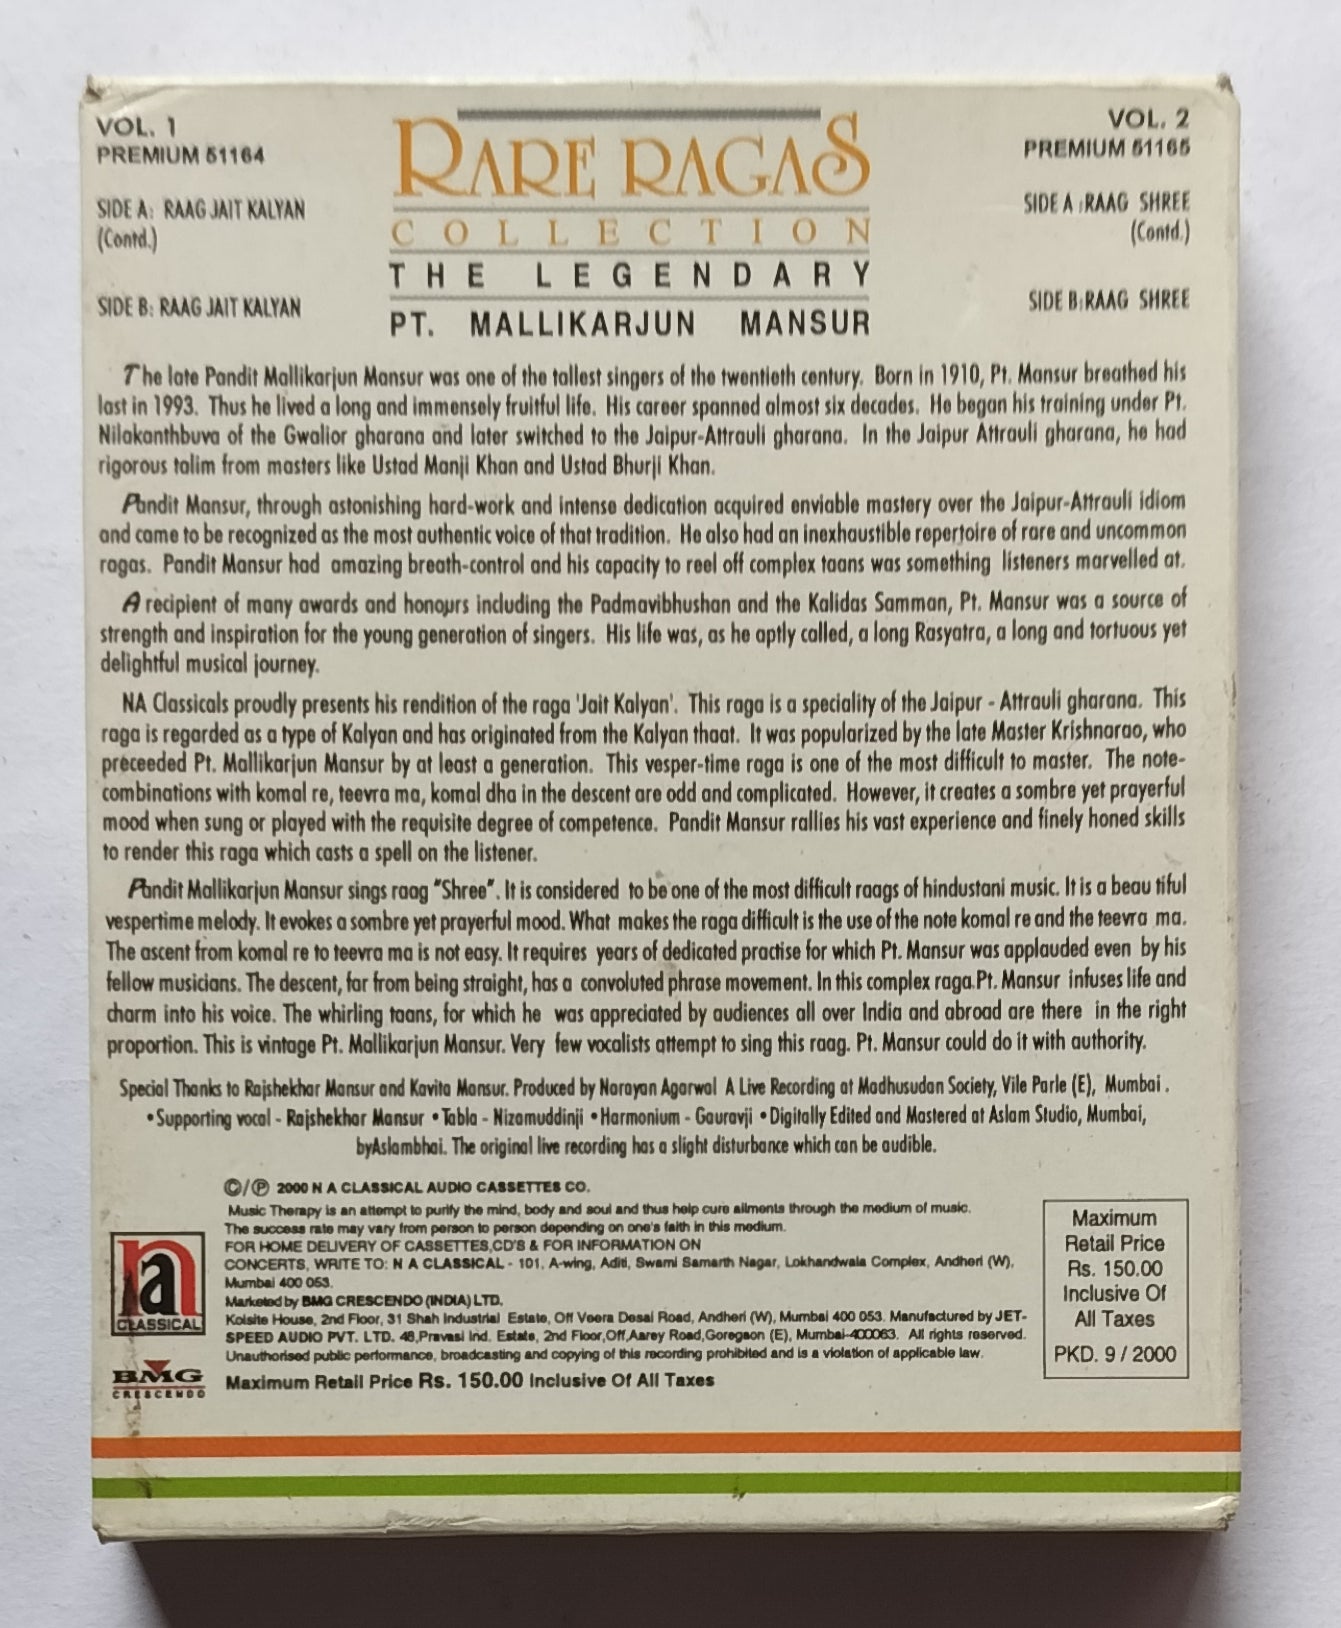 VOL. 1
PREMIUM 51164
SIDE A: RAAG JAIT KALYAN
(Contd.)
SIDE B: RAAG JAIT KALYAN
RARE RAGAS
COLLECTION
THE LEGENDARY
PT. MALLIKARJUN MANSUR
VOL. 2
PREMIUM 51165
SIDE A :RAAG SHREE
(Contd.)
SIDE B:RAAG SHREE
The late Pandit Mallikarjun Mansur was one of the tallest singers of the twentieth century. Born in 1910, Pt. Mansur breathed his
last in 1993. Thus he lived a long and immensely fruitful life. His career spanned almost six decades. He began his training under Pt.
Nilakanthbuva of the Gwalior gharana and later switched to the Jaipur-Attrauli gharana. In the Jaipur Attrauli gharana, he had
rigorous talim from masters like Ustad Manji Khan and Ustad Bhurji Khan.
Pandit Mansur, through astonishing hard-work and intense dedication acquired enviable mastery over the Jaipur-Attrauli idiom
and came to be recognized as the most authentic voice of that tradition. He also had an inexhaustible repertoire of rare and uncommon
ragas. Pandit Mansur had amazing breath-control and his capacity to reel off complex taans was something listeners marvelled at.
A recipient of many awards and honours including the Padmavibhushan and the Kalidas Samman, Pt. Mansur was a source of
strength and inspiration for the young generation of singers. His life was, as he aptly called, a long Rasyatra, a long and tortuous yet
delightful musical journey.
NA Classicals proudly presents his rendition of the raga 'Jait Kalyan'. This raga is a speciality of the Jaipur - Attrauli gharana. This
raga is regarded as a type of Kalyan and has originated from the Kalyan thaat. It was popularized by the late Master Krishnarao, who
preceeded Pt. Mallikarjun Mansur by at least a generation. This vesper-time raga is one of the most difficult to master. The note-
combinations with komal re, teevra ma, komal dha in the descent are odd and complicated. However, it creates a sombre yet prayerful
mood when sung or played with the requisite degree of competence. Pandit Mansur rallies his vast experience and finely honed skills
to render this raga which casts a spell on the listener.
Pandit Mallikarjun Mansur sings raag "Shree". It is considered to be one of the most difficult raags of hindustani music. It is a beau tiful
vespertime melody. It evokes a sombre yet prayerful mood. What makes the raga difficult is the use of the note komal re and the teevra ma.
The ascent from komal re to teevra ma is not easy. It requires years of dedicated practise for which Pt. Mansur was applauded even by his
fellow musicians. The descent, far from being straight, has a convoluted phrase movement. In this complex raga.Pt. Mansur infuses life and
charm into his voice. The whirling taans, for which he was appreciated by audiences all over India and abroad are there in the right
proportion. This is vintage Pt. Mallikarjun Mansur. Very few vocalists attempt to sing this raag. Pt. Mansur could do it with authority.
Special Thanks to Rajshekhar Mansur and Kavita Mansur. Produced by Narayan Agarwal A Live Recording at Madhusudan Society, Vile Parle (E), Mumbai.
•Supporting vocal - Rajshekhar Mansur •Tabla - Nizamuddinji •Harmonium - Gauravji •Digitally Edited and Mastered at Aslam Studio, Mumbai,
byAslambhai. The original live recording has a slight disturbance which can be audible.
©/℗ 2000 N A CLASSICAL AUDIO CASSETTES CO.
Music Therapy is an attempt to purify the mind, body and soul and thus help cure ailments through the medium of music.
The success rate may vary from person to person depending on one's faith in this medium.
FOR HOME DELIVERY OF CASSETTES,CD'S & FOR INFORMATION ON
CONCERTS, WRITE TO: N A CLASSICAL - 101, A-wing, Aditi, Swami Samarth Nagar, Lokhandwala Complex, Andheri (W),
Mumbai 400 053.
Marketed by BMG CRESCENDO (INDIA) LTD.
Kolsite House, 2nd Floor, 31 Shah Industrial Estate, Off Veera Desai Road, Andheri (W), Mumbai 400 053. Manufactured by JET-
SPEED AUDIO PVT. LTD. 48,Pravasi Ind. Estate, 2nd Floor,Off,Aarey Road,Goregaon (E), Mumbai-400063. All rights reserved.
Unauthorised public performance, broadcasting and copying of this recording prohibited and is a violation of applicable law.
Maximum Retail Price Rs. 150.00 Inclusive Of All Taxes
na
CLASSICAL
BMG
CRESCENDO
Maximum
Retail Price
Rs. 150.00
Inclusive Of
All Taxes
PKD. 9 / 2000